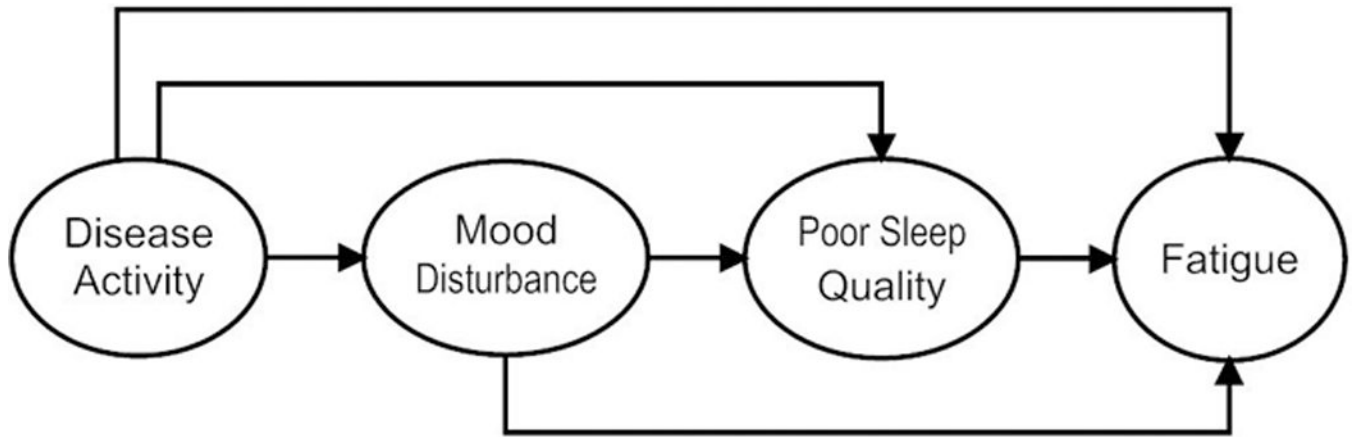 Disease
Activity
Mood
Disturbance
Poor Sleep
Quality
Fatigue